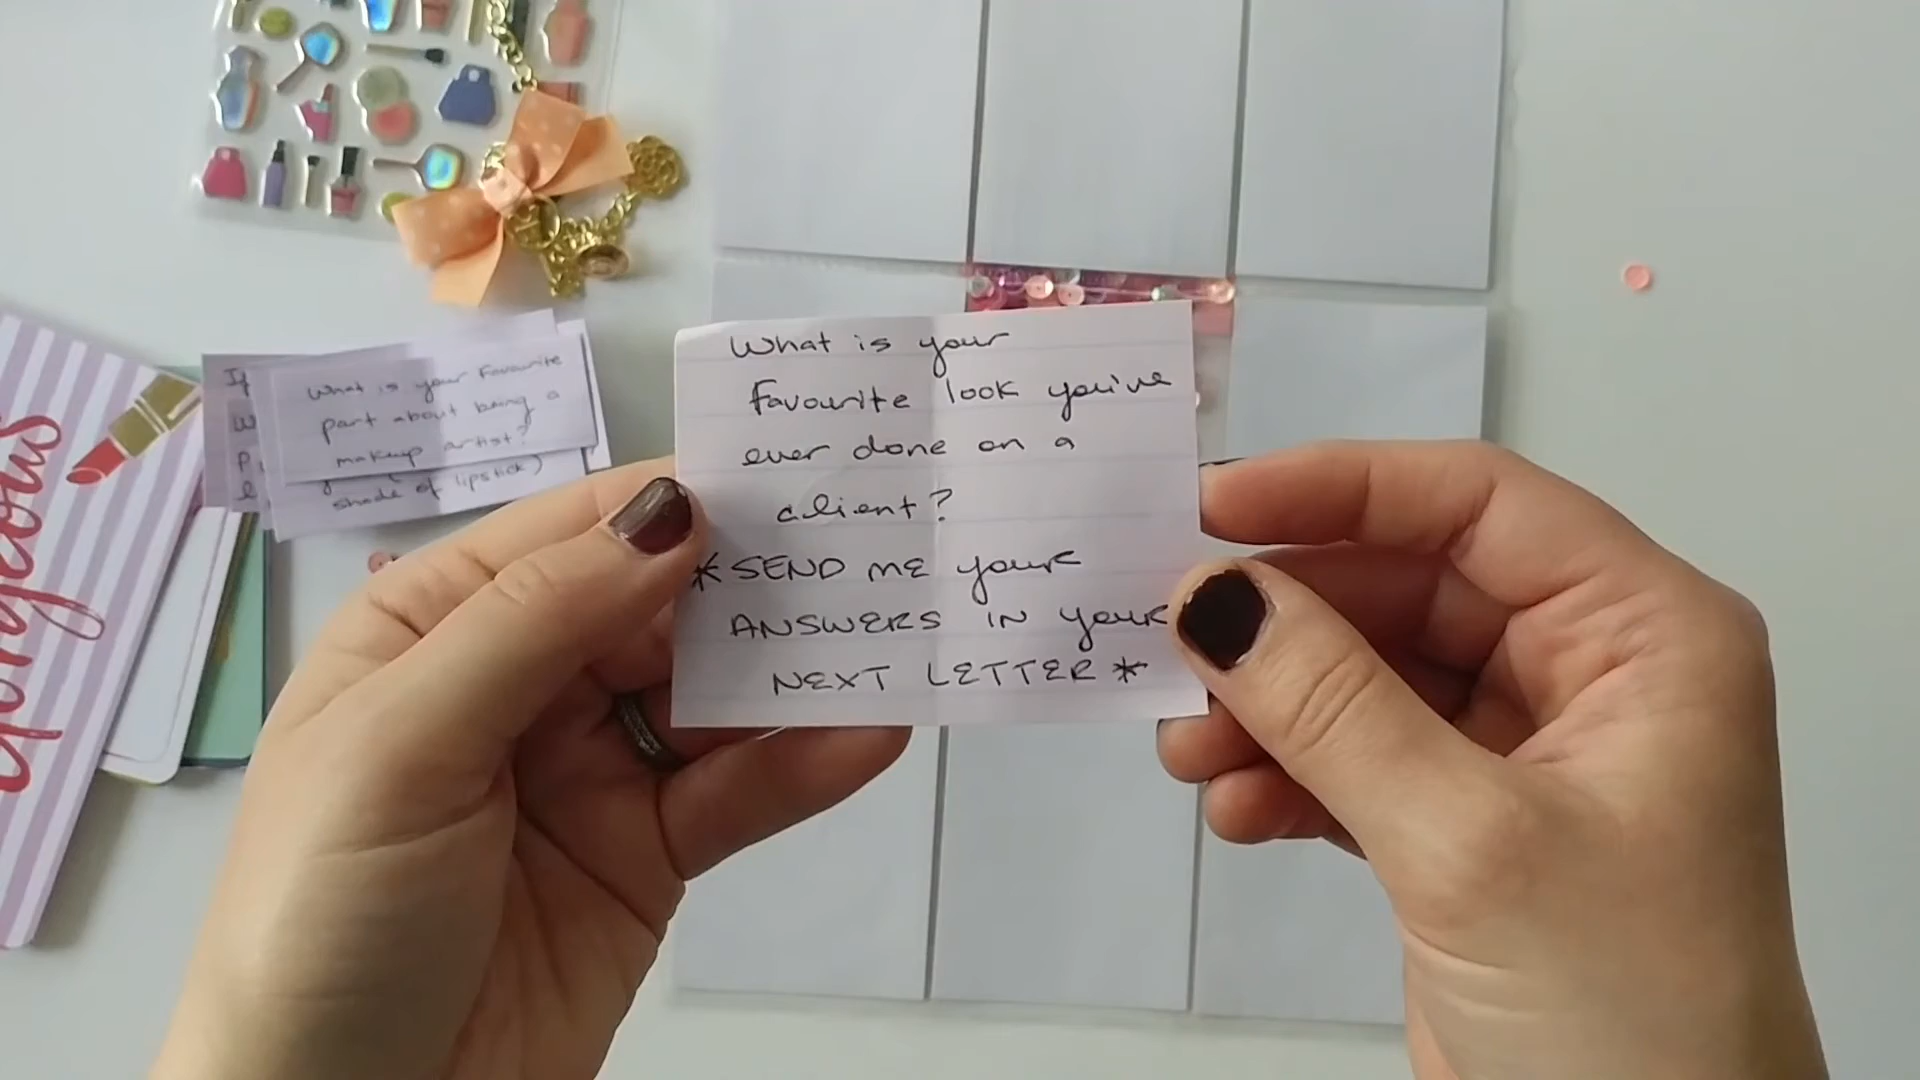 What is your
Favourite look you've
ever done on a
client?
*SEND ME your
ANSWERS IN your
NEXT LETTER*
What is your Favourite
part about being a
makeup artist?
shade of lipstick)
If
Gorgeous